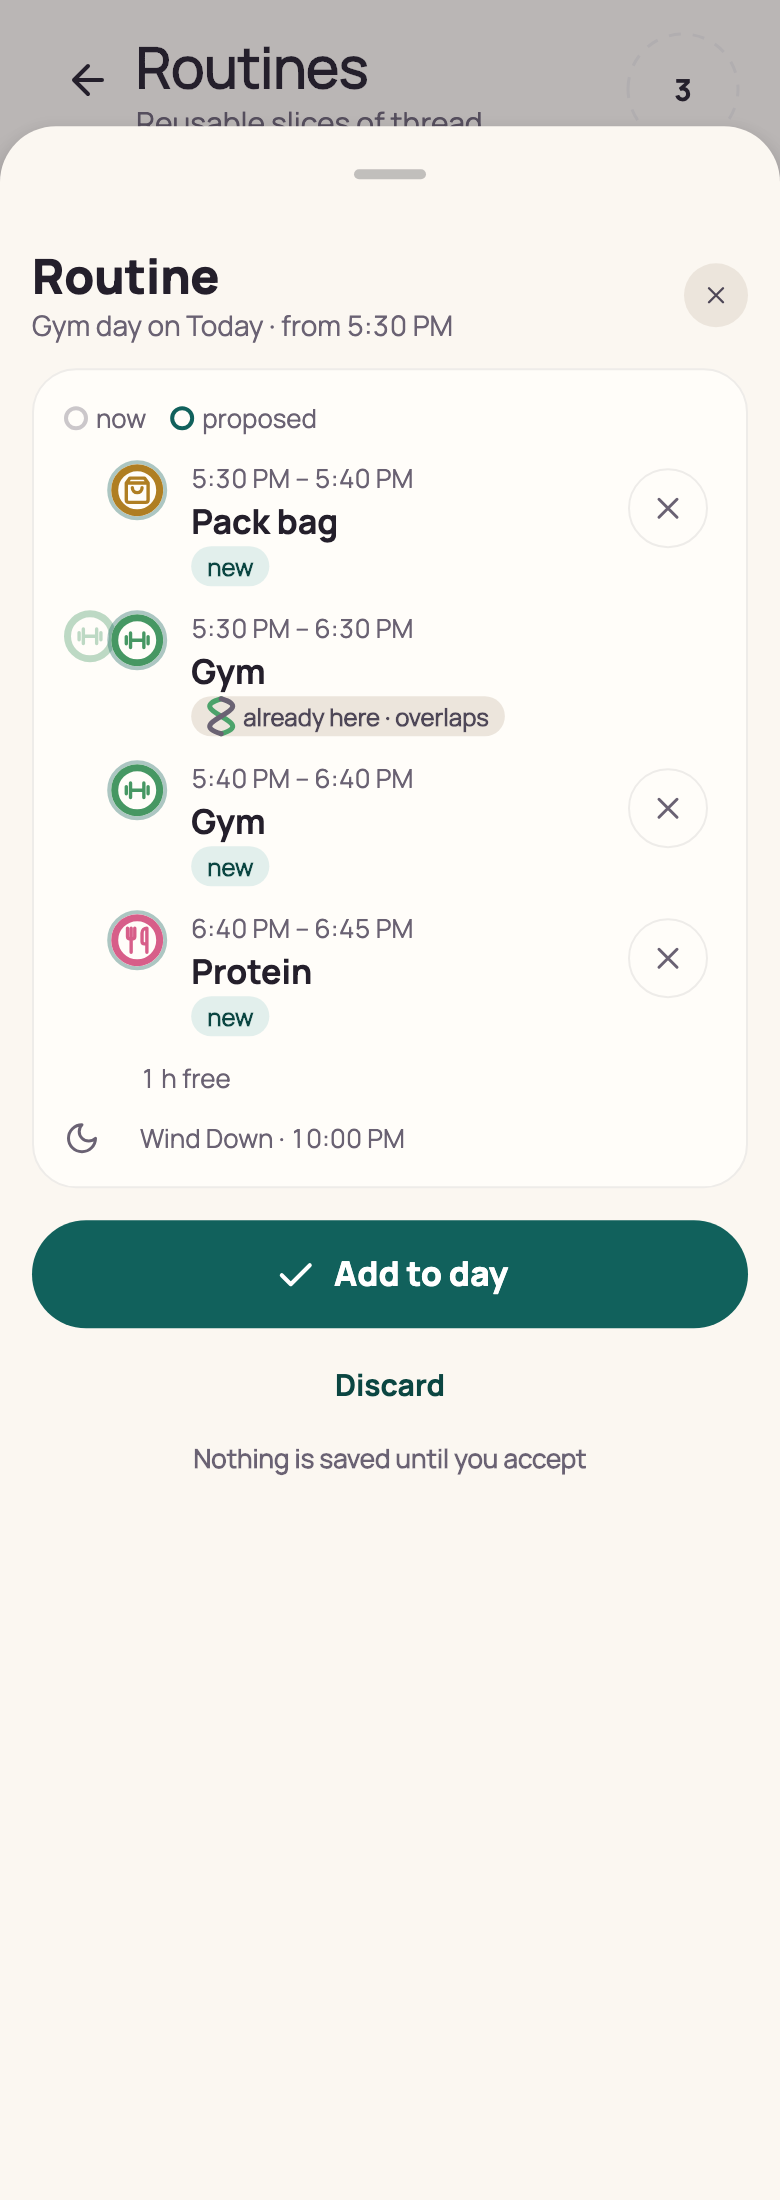 Routines
Reusable slices of thread
3
Routine
Gym day on Today · from 5:30 PM
now proposed
5:30 PM – 5:40 PM
Pack bag
new
5:30 PM – 6:30 PM
Gym
already here · overlaps
5:40 PM – 6:40 PM
Gym
new
6:40 PM – 6:45 PM
Protein
new
1 h free
Wind Down · 10:00 PM
Add to day
Discard
Nothing is saved until you accept